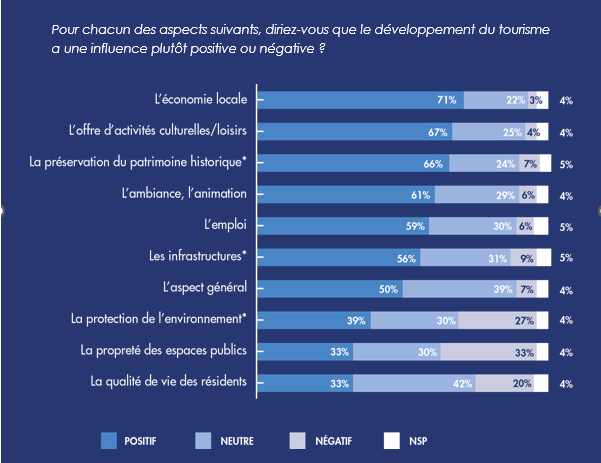 Pour chacun des aspects suivants, diriez-vous que le développement du tourisme
a une influence plutôt positive ou négative ?
L'économie locale 71% 22% 3% 4%
L'offre d'activités culturelles/loisirs 67% 25% 4% 4%
La préservation du patrimoine historique* 66% 24% 7% 5%
L'ambiance, l'animation 61% 29% 6% 4%
L'emploi 59% 30% 6% 5%
Les infrastructures* 56% 31% 9% 5%
L'aspect général 50% 39% 7% 4%
La protection de l'environnement* 39% 30% 27% 4%
La propreté des espaces publics 33% 30% 33% 4%
La qualité de vie des résidents 33% 42% 20% 4%
POSITIF NEUTRE NÉGATIF NSP